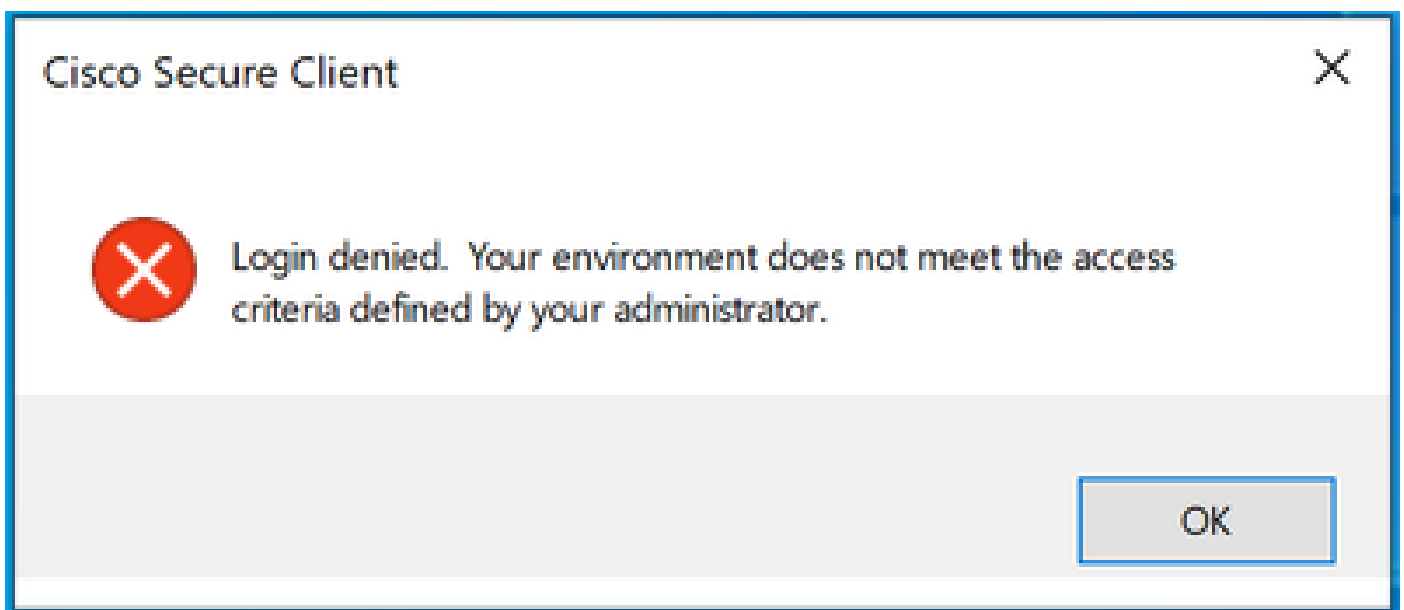 Cisco Secure Client
Login denied.  Your environment does not meet the access
criteria defined by your administrator.
OK